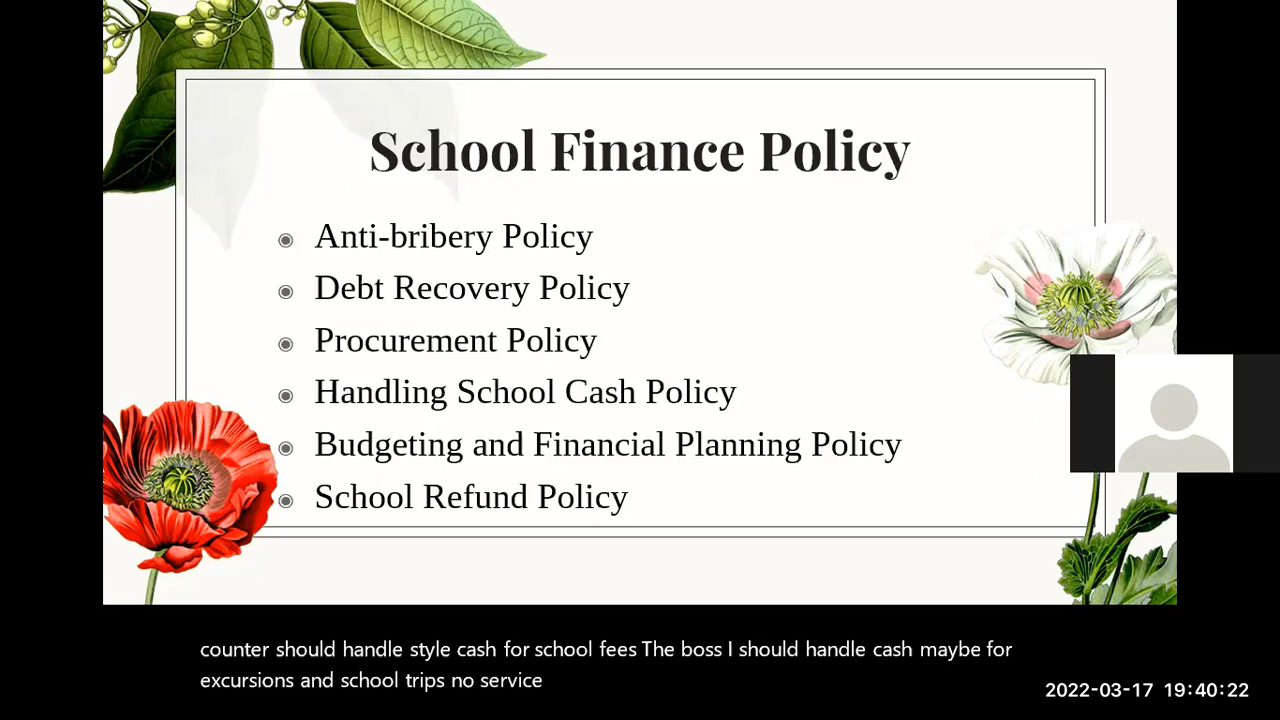 School Finance Policy
Anti-bribery Policy
Debt Recovery Policy
Procurement Policy
Handling School Cash Policy
Budgeting and Financial Planning Policy
School Refund Policy
counter should handle style cash for school fees The boss I should handle cash maybe for
excursions and school trips no service
2022-03-17 19:40:22